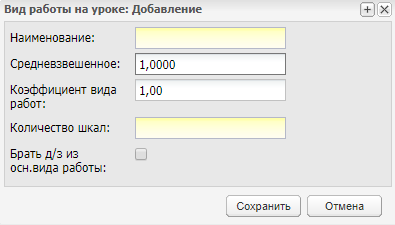 Вид работы на уроке: Добавление
Наименование:
Средневзвешенное: 1,0000
Коэффициент вида
работ: 1,00
Количество шкал:
Брать д/з из
осн.вида работы:
Сохранить Отмена